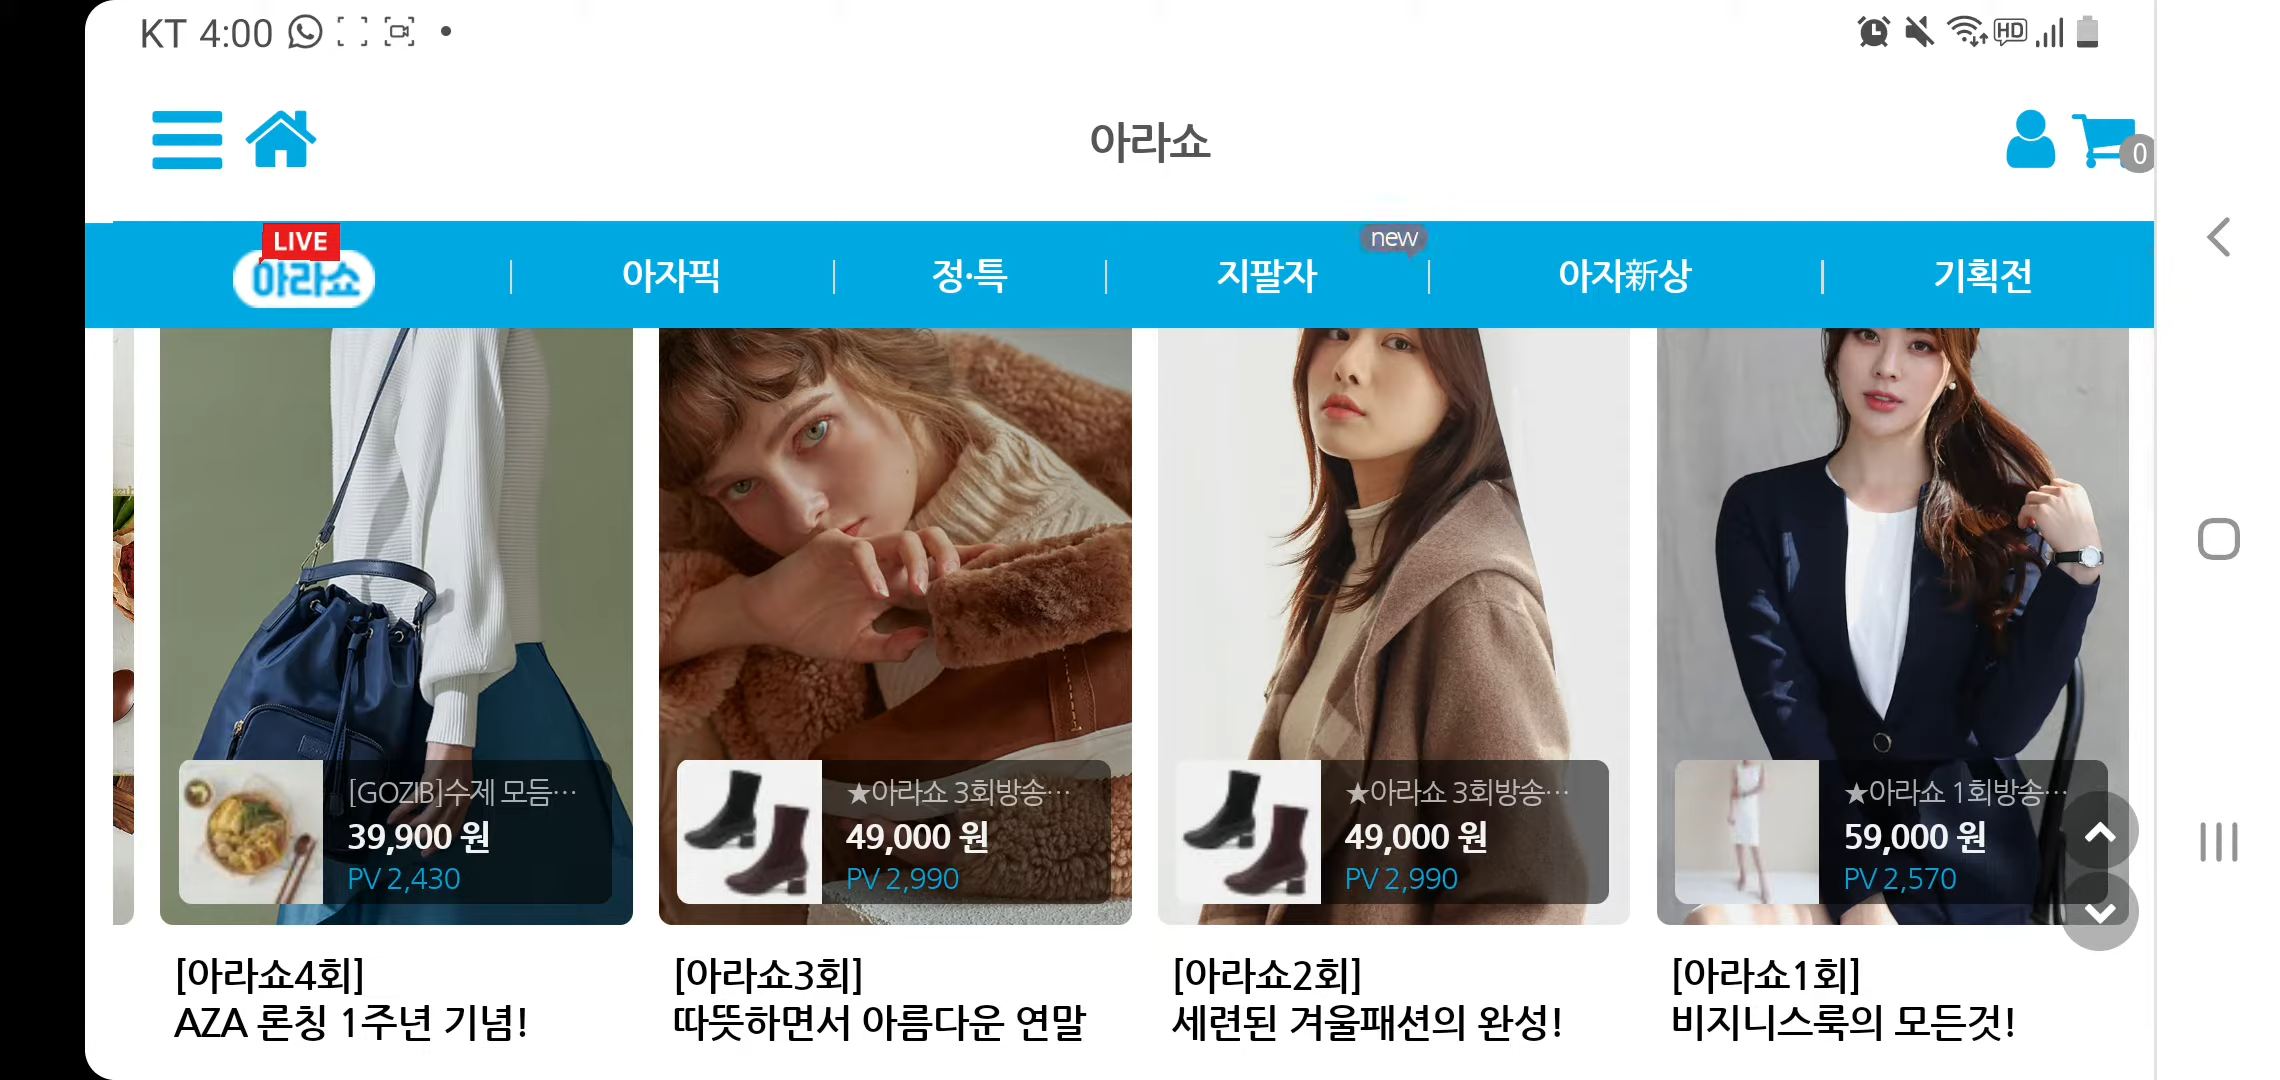 KT 4:00
HD
아라쇼
0
LIVE
new
아라쇼 | 아자픽 | 정·특 | 지팔자 | 아자新상 | 기획전
[GOZIB]수제 모듬···
39,900 원
PV 2,430
★아라쇼 3회방송···
49,000 원
PV 2,990
★아라쇼 3회방송···
49,000 원
PV 2,990
★아라쇼 1회방송···
59,000 원
PV 2,570
[아라쇼4회]
AZA 론칭 1주년 기념!
[아라쇼3회]
따뜻하면서 아름다운 연말
[아라쇼2회]
세련된 겨울패션의 완성!
[아라쇼1회]
비지니스룩의 모든것!